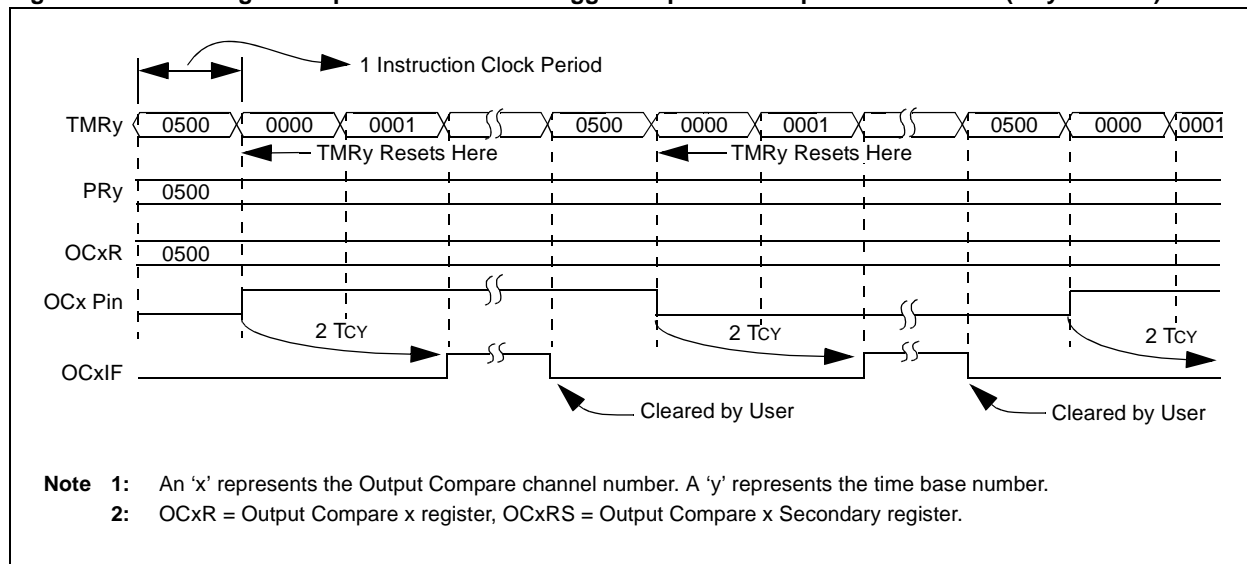 1 Instruction Clock Period
TMRy 0500 0000 0001 0500 0000 0001 0500 0000 0001
TMRy Resets Here TMRy Resets Here
PRy 0500
OCxR 0500
OCx Pin
2 TCY 2 TCY 2 TCY
OCxIF
Cleared by User Cleared by User
Note 1: An ‘x’ represents the Output Compare channel number. A ‘y’ represents the time base number.
2: OCxR = Output Compare x register, OCxRS = Output Compare x Secondary register.